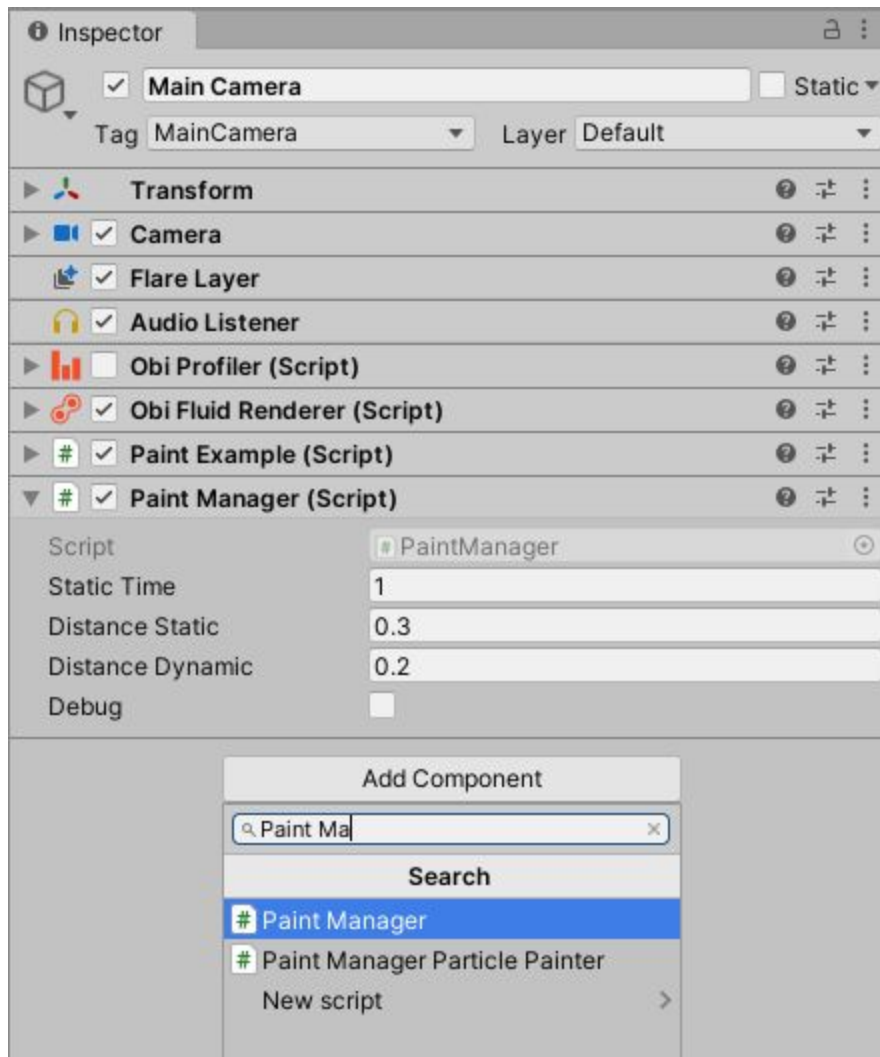 Inspector
Main Camera Static
Tag MainCamera Layer Default
Transform
Camera
Flare Layer
Audio Listener
Obi Profiler (Script)
Obi Fluid Renderer (Script)
# Paint Example (Script)
# Paint Manager (Script)
Script # PaintManager
Static Time 1
Distance Static 0.3
Distance Dynamic 0.2
Debug
Add Component
Paint Ma
Search
# Paint Manager
# Paint Manager Particle Painter
New script